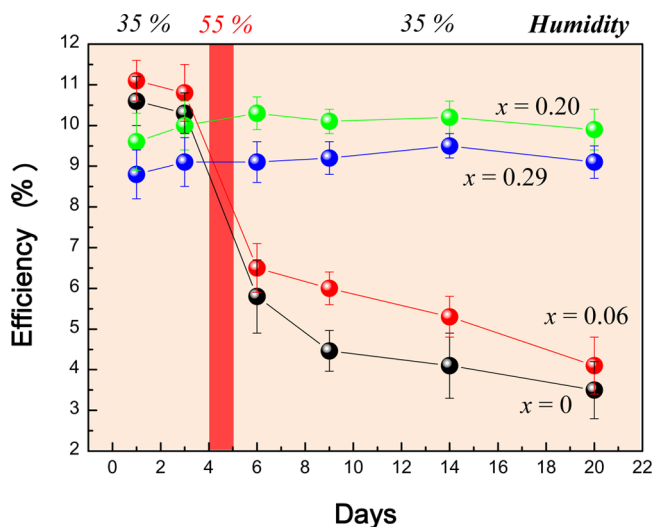 35 % 55 % 35 % Humidity
12
11
10
9
8
7
6
5
4
3
2
Efficiency (%)
x = 0.20
x = 0.29
x = 0.06
x = 0
0 2 4 6 8 10 12 14 16 18 20 22
Days